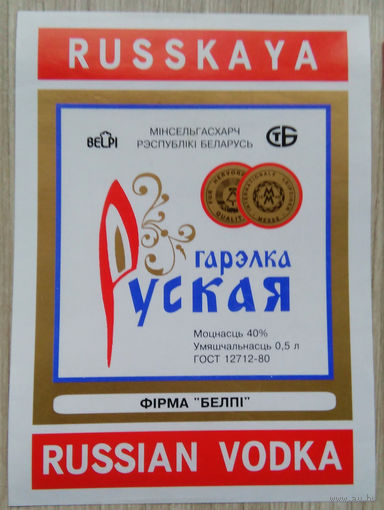 RUSSKAYA
BELPI
МІНСЕЛЬГАСХАРЧ
РЭСПУБЛІКІ БЕЛАРУСЬ
СТБ
гарэлка
Руская
Моцнасць 40%
Умяшчальнасць 0,5 л
ГОСТ 12712-80
ФІРМА "БЕЛПІ"
RUSSIAN VODKA